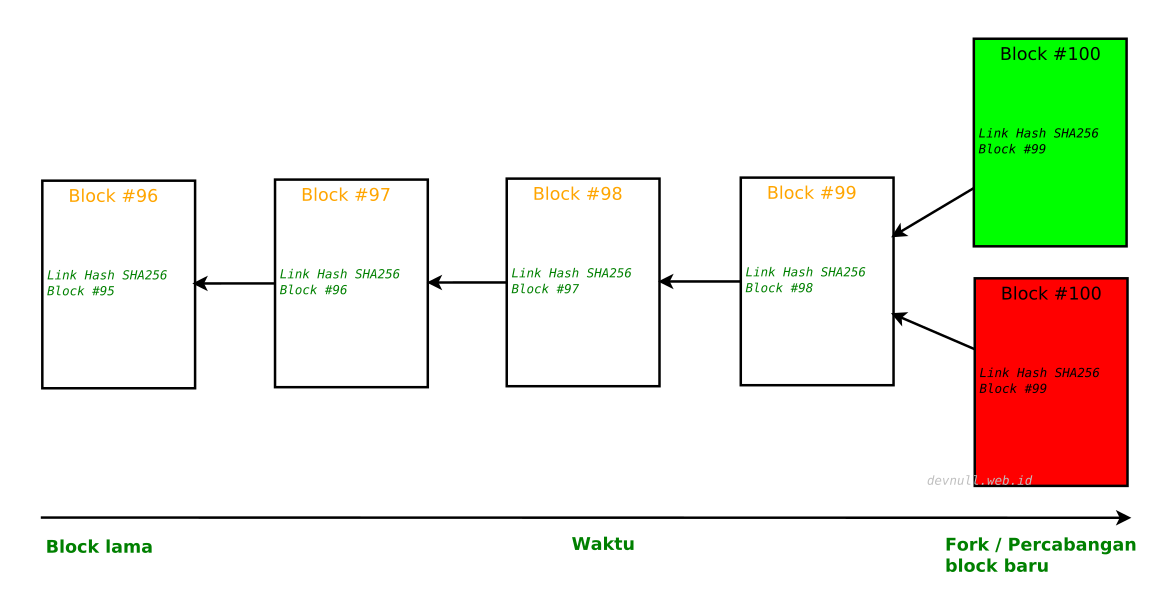 Block #100
Link Hash SHA256
Block #99
Block #96
Link Hash SHA256
Block #95
Block #97
Link Hash SHA256
Block #96
Block #98
Link Hash SHA256
Block #97
Block #99
Link Hash SHA256
Block #98
Block #100
Link Hash SHA256
Block #99
devnull.web.id
Block lama
Waktu
Fork / Percabangan
block baru